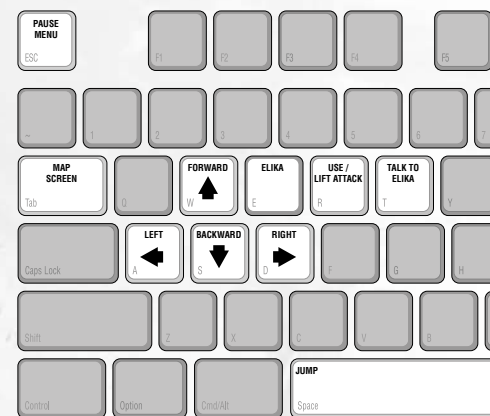 PAUSE
MENU
ESC
F1
F2
F3
F4
F5
~
1
2
3
4
5
6
7
MAP
SCREEN
Tab
Q
FORWARD
W
ELIKA
E
USE /
LIFT ATTACK
R
TALK TO
ELIKA
T
Y
Caps Lock
LEFT
A
BACKWARD
S
RIGHT
D
F
G
H
Shift
Z
X
C
V
B
Control
Option
Cmd/Alt
JUMP
Space